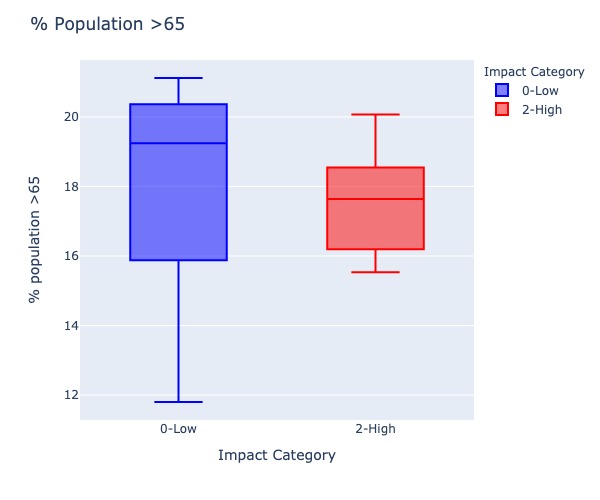 % Population >65
Impact Category
0-Low
2-High
% population >65
20
18
16
14
12
0-Low
2-High
Impact Category